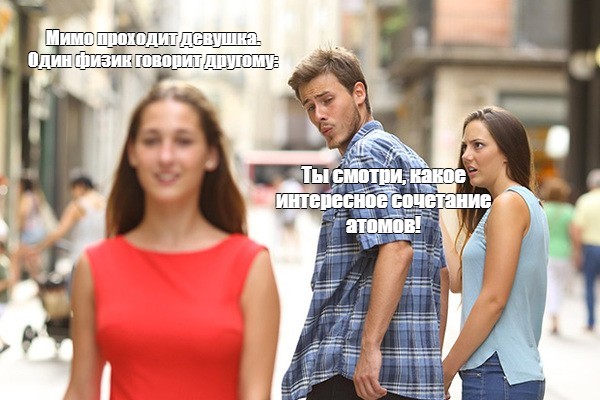 Мимо проходит девушка.
Один физик говорит другому:
Ты смотри, какое
интересное сочетание
атомов!